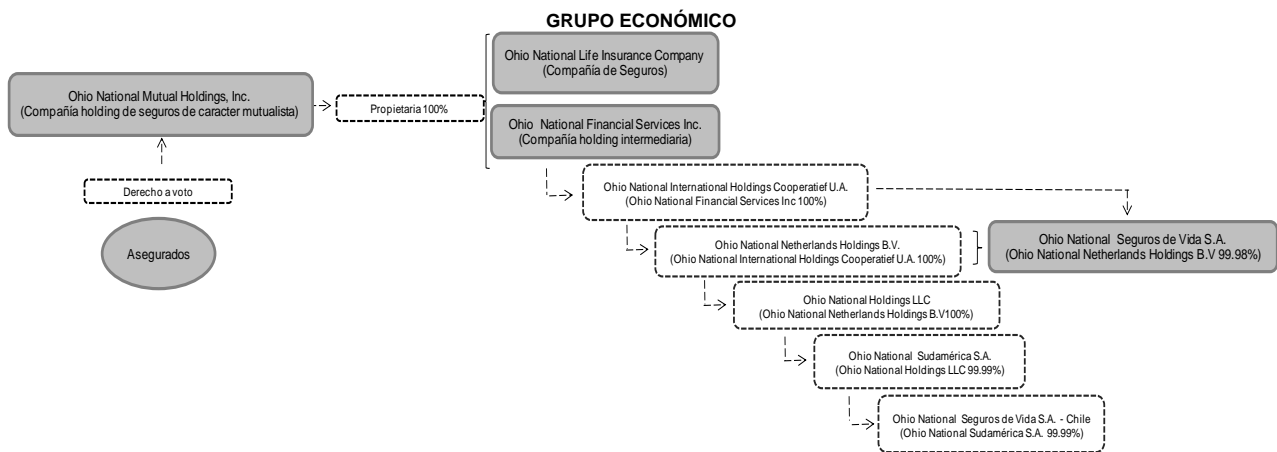 GRUPO ECONÓMICO
Ohio National Life Insurance Company
(Compañía de Seguros)
Ohio National Mutual Holdings, Inc.
(Compañía holding de seguros de caracter mutualista)
Propietaria 100%
Ohio National Financial Services Inc.
(Compañía holding intermediaria)
Derecho a voto
Asegurados
Ohio National International Holdings Cooperatief U.A.
(Ohio National Financial Services Inc 100%)
Ohio National Netherlands Holdings B.V.
(Ohio National International Holdings Cooperatief U.A. 100%)
Ohio National Seguros de Vida S.A.
(Ohio National Netherlands Holdings B.V 99.98%)
Ohio National Holdings LLC
(Ohio National Netherlands Holdings B.V100%)
Ohio National Sudamérica S.A.
(Ohio National Holdings LLC 99.99%)
Ohio National Seguros de Vida S.A. - Chile
(Ohio National Sudamérica S.A. 99.99%)